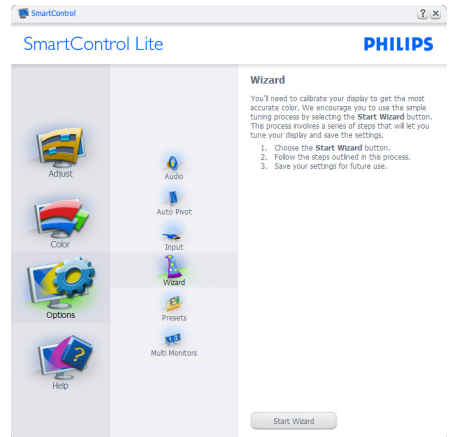 SmartControl
SmartControl Lite
PHILIPS
Adjust
Color
Options
Help
Audio
Auto Pivot
Input
Wizard
Presets
Multi Monitors
Wizard
You'll need to calibrate your display to get the most
accurate color. We encourage you to use the simple
tuning process by selecting the Start Wizard button.
This process involves a series of steps that will let you
tune your display and save the settings.
1. Choose the Start Wizard button.
2. Follow the steps outlined in this process.
3. Save your settings for future use.
Start Wizard